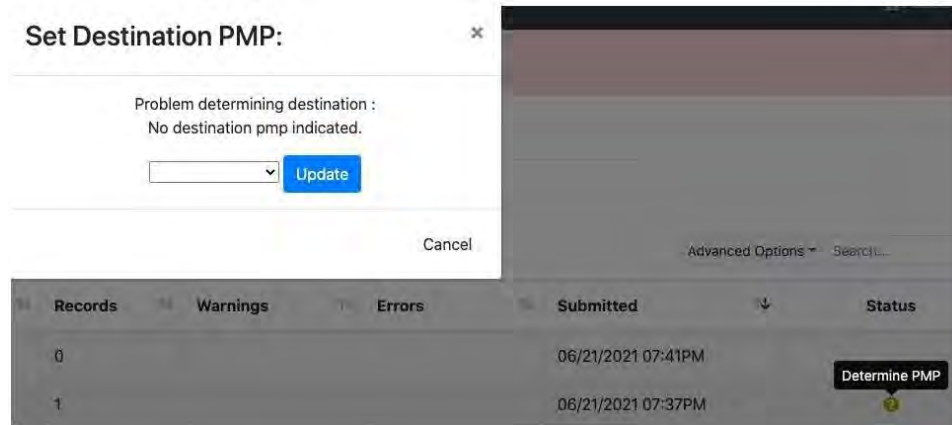 Set Destination PMP:
×
Problem determining destination :
No destination pmp indicated.
Update
Cancel
Advanced Options
Search...
Records Warnings Errors Submitted Status
0 06/21/2021 07:41PM
Determine PMP
1 06/21/2021 07:37PM
?